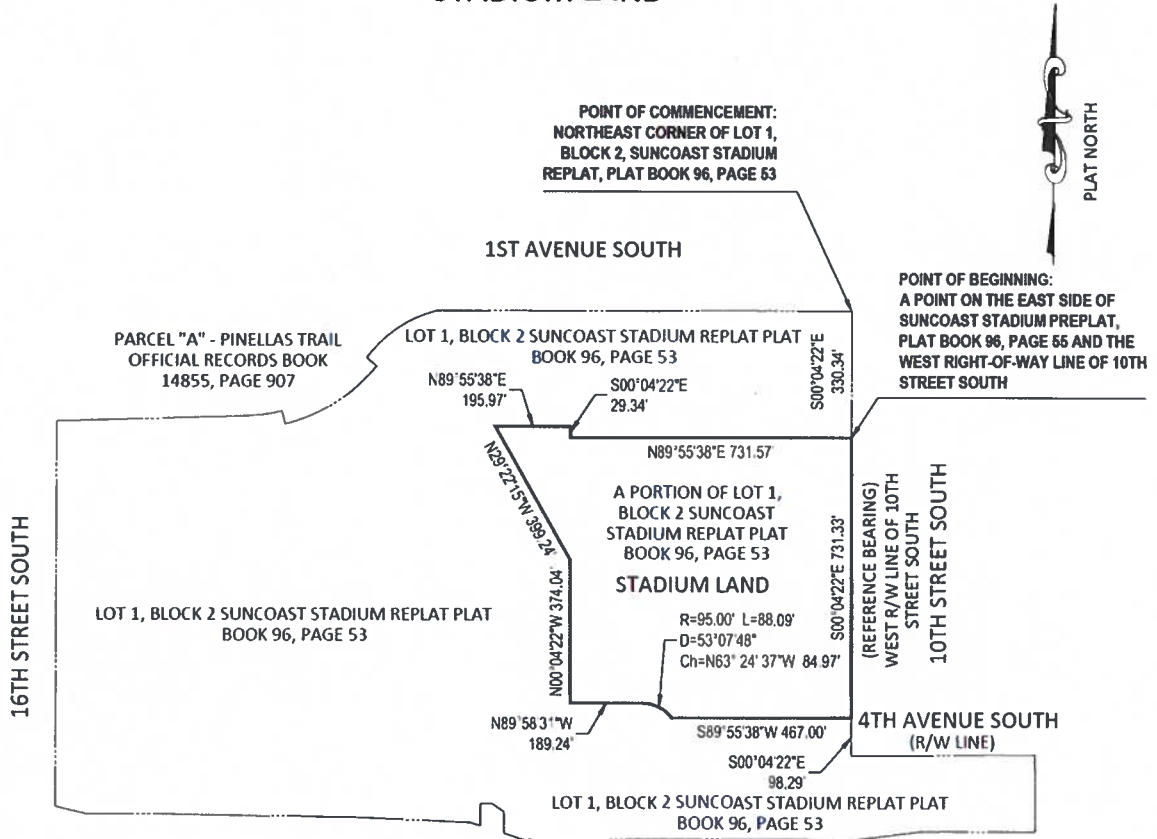 POINT OF COMMENCEMENT:
NORTHEAST CORNER OF LOT 1,
BLOCK 2, SUNCOAST STADIUM
REPLAT, PLAT BOOK 96, PAGE 53
PLAT NORTH
1ST AVENUE SOUTH
POINT OF BEGINNING:
A POINT ON THE EAST SIDE OF
SUNCOAST STADIUM PREPLAT,
PLAT BOOK 96, PAGE 55 AND THE
WEST RIGHT-OF-WAY LINE OF 10TH
STREET SOUTH
PARCEL "A" - PINELLAS TRAIL
OFFICIAL RECORDS BOOK
14855, PAGE 907
LOT 1, BLOCK 2 SUNCOAST STADIUM REPLAT PLAT
BOOK 96, PAGE 53
S00°04'22"E
330.34'
N89°55'38"E
195.97'
S00°04'22"E
29.34'
N89°55'38"E 731.57'
N29°22'15"W 399.24'
A PORTION OF LOT 1,
BLOCK 2 SUNCOAST
STADIUM REPLAT PLAT
BOOK 96, PAGE 53
STADIUM LAND
S00°04'22"E 731.33'
(REFERENCE BEARING)
WEST R/W LINE OF 10TH
STREET SOUTH
10TH STREET SOUTH
16TH STREET SOUTH
LOT 1, BLOCK 2 SUNCOAST STADIUM REPLAT PLAT
BOOK 96, PAGE 53
N00°04'22"W 374.04'
R=95.00' L=88.09'
D=53°07'48"
Ch=N63° 24' 37"W 84.97'
N89°58'31"W
189.24'
S89°55'38"W 467.00'
4TH AVENUE SOUTH
(R/W LINE)
S00°04'22"E
98.29'
LOT 1, BLOCK 2 SUNCOAST STADIUM REPLAT PLAT
BOOK 96, PAGE 53